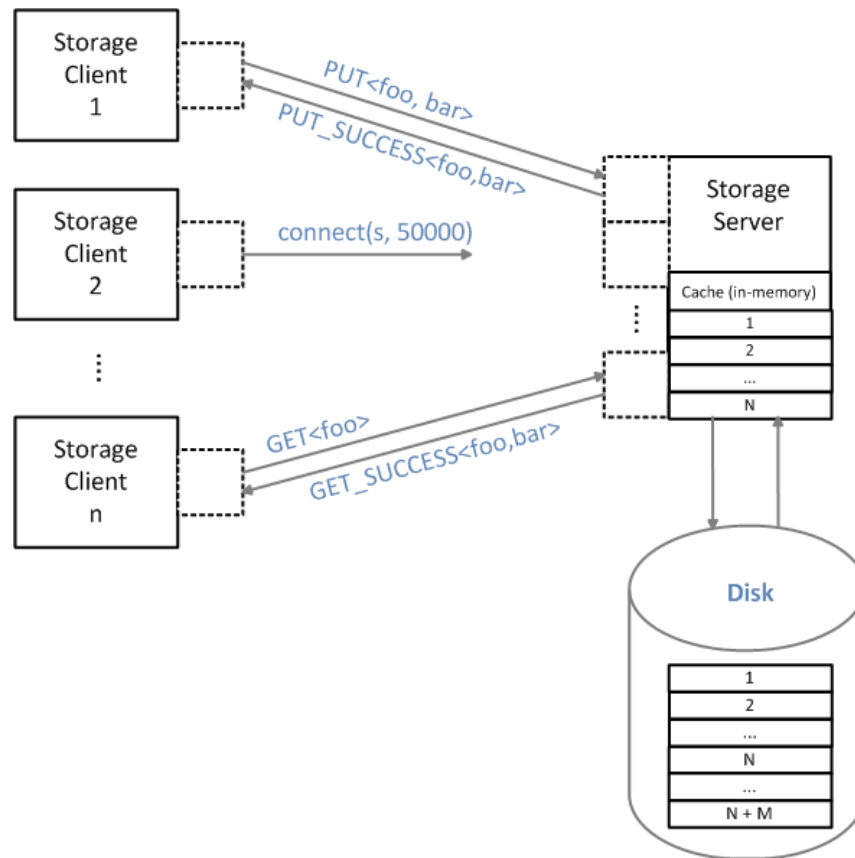 Storage
Client
1
PUT<foo, bar>
PUT_SUCCESS<foo,bar>
Storage
Server
Storage
Client
2
connect(s, 50000)
Cache (in-memory)
1
2
...
N
Storage
Client
n
GET<foo>
GET_SUCCESS<foo,bar>
Disk
1
2
...
N
...
N + M